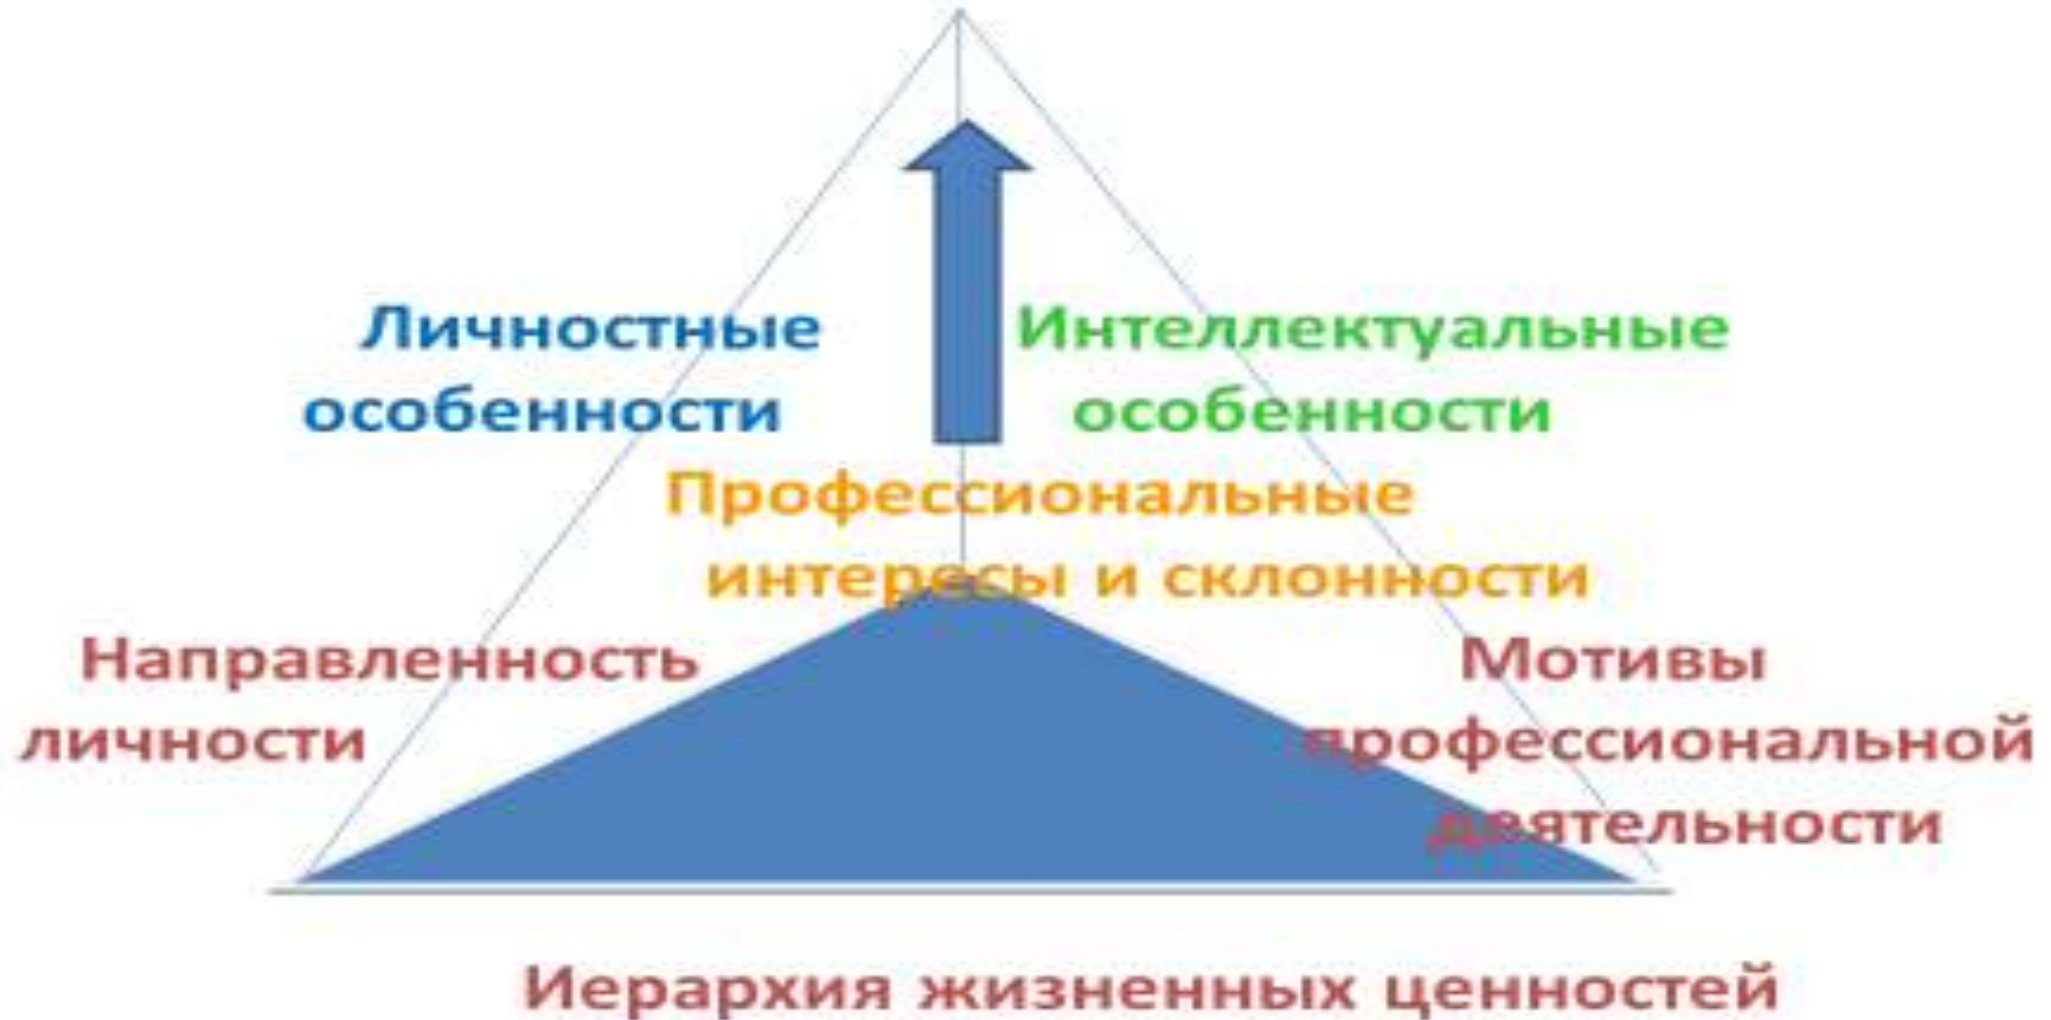 Личностные
особенности
Интеллектуальные
особенности
Профессиональные
интересы и склонности
Направленность
личности
Мотивы
профессиональной
деятельности
Иерархия жизненных ценностей